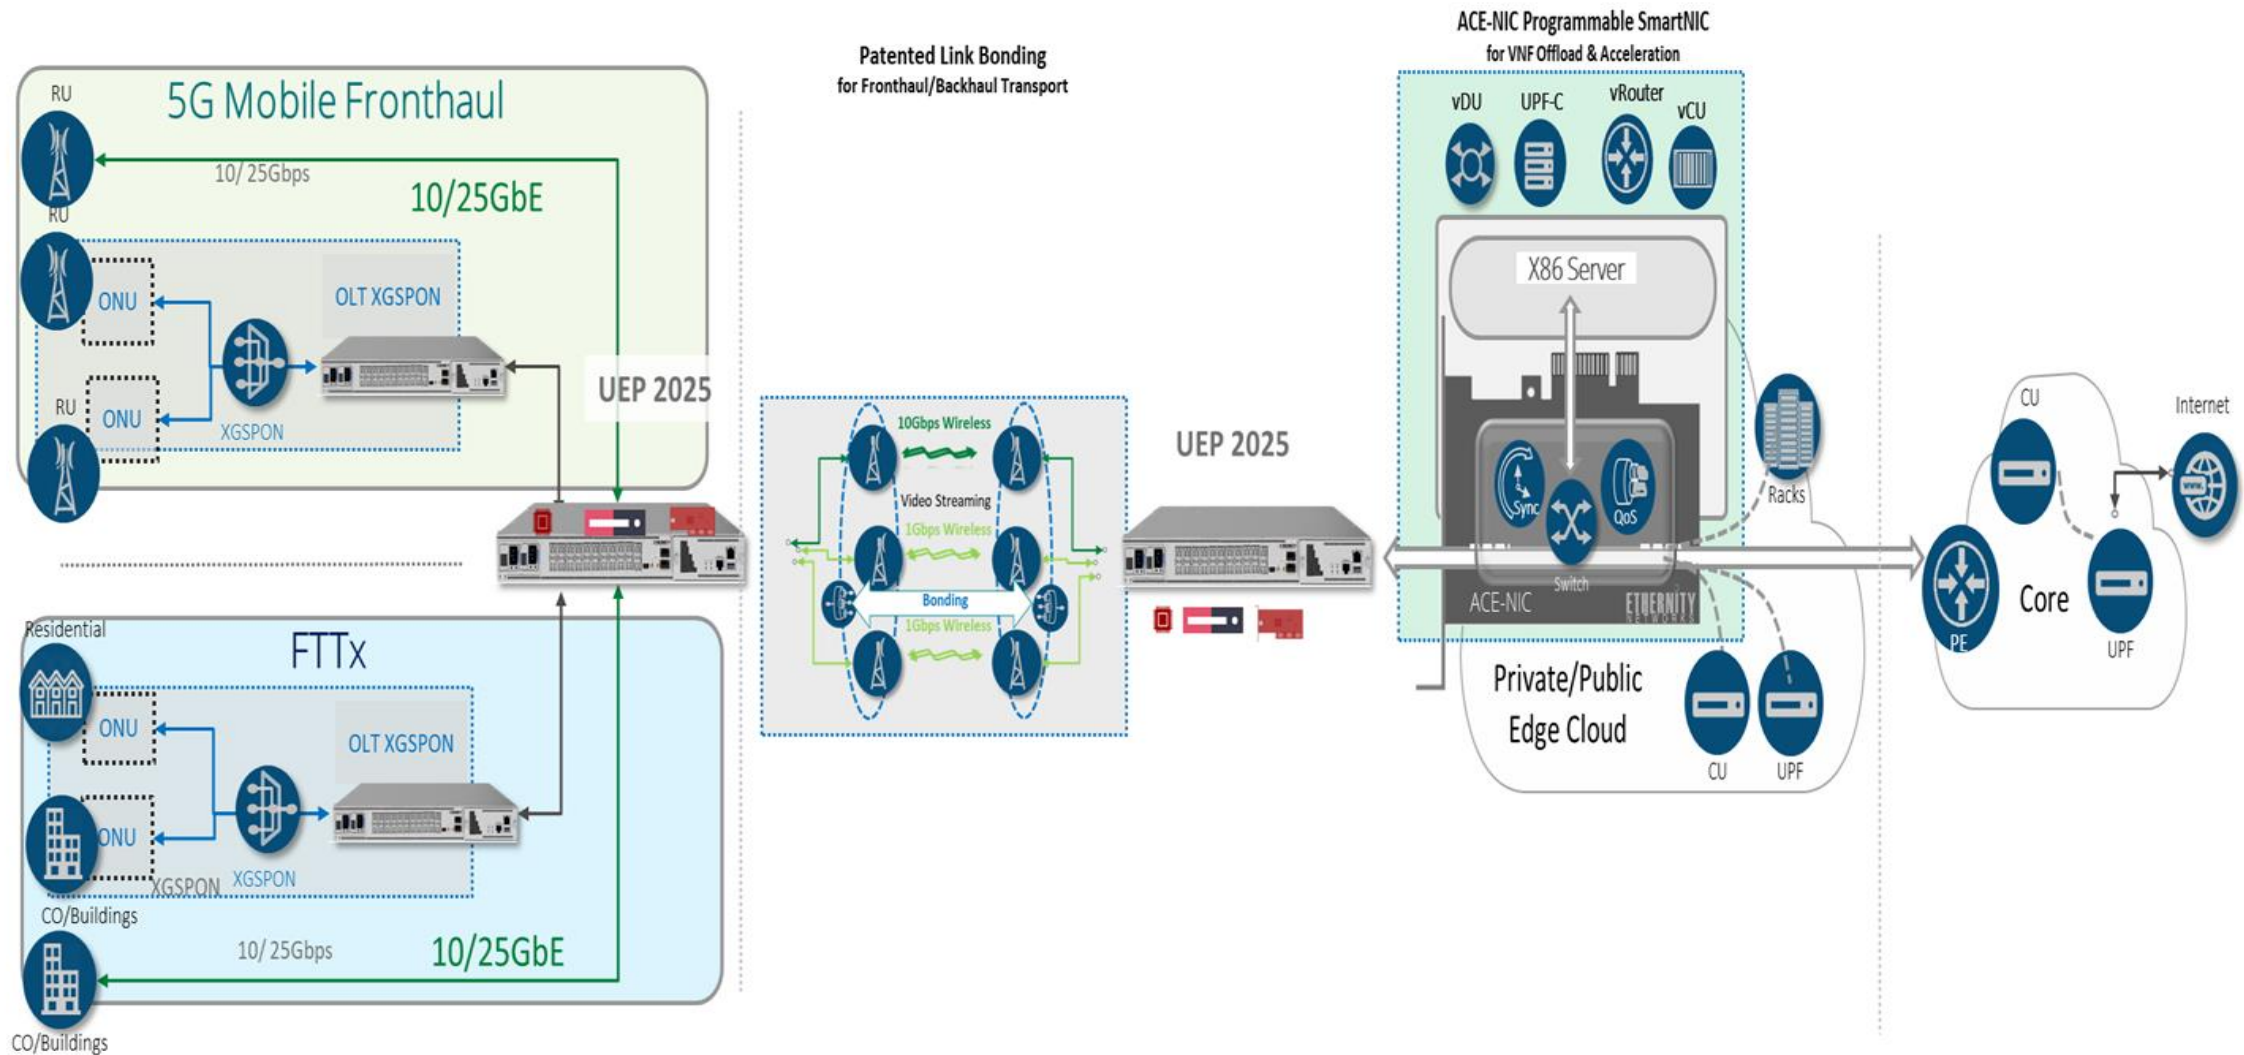 5G Mobile Fronthaul
RU
10/ 25Gbps
10/25GbE
RU
ONU
OLT XGSPON
RU
ONU
XGSPON
UEP 2025
Residential
FTTx
ONU
OLT XGSPON
ONU
XGSPON
XGSPON
CO/Buildings
10/ 25Gbps
10/25GbE
CO/Buildings
Patented Link Bonding
for Fronthaul/Backhaul Transport
10Gbps Wireless
Video Streaming
1Gbps Wireless
Bonding
1Gbps Wireless
UEP 2025
ACE-NIC Programmable SmartNIC
for VNF Offload & Acceleration
vDU
UPF-C
vRouter
vCU
X86 Server
Sync
QoS
Switch
ACE-NIC
ETHERNITY
NETWORKS
Racks
Private/Public
Edge Cloud
CU
UPF
CU
Internet
www.
PE
Core
UPF